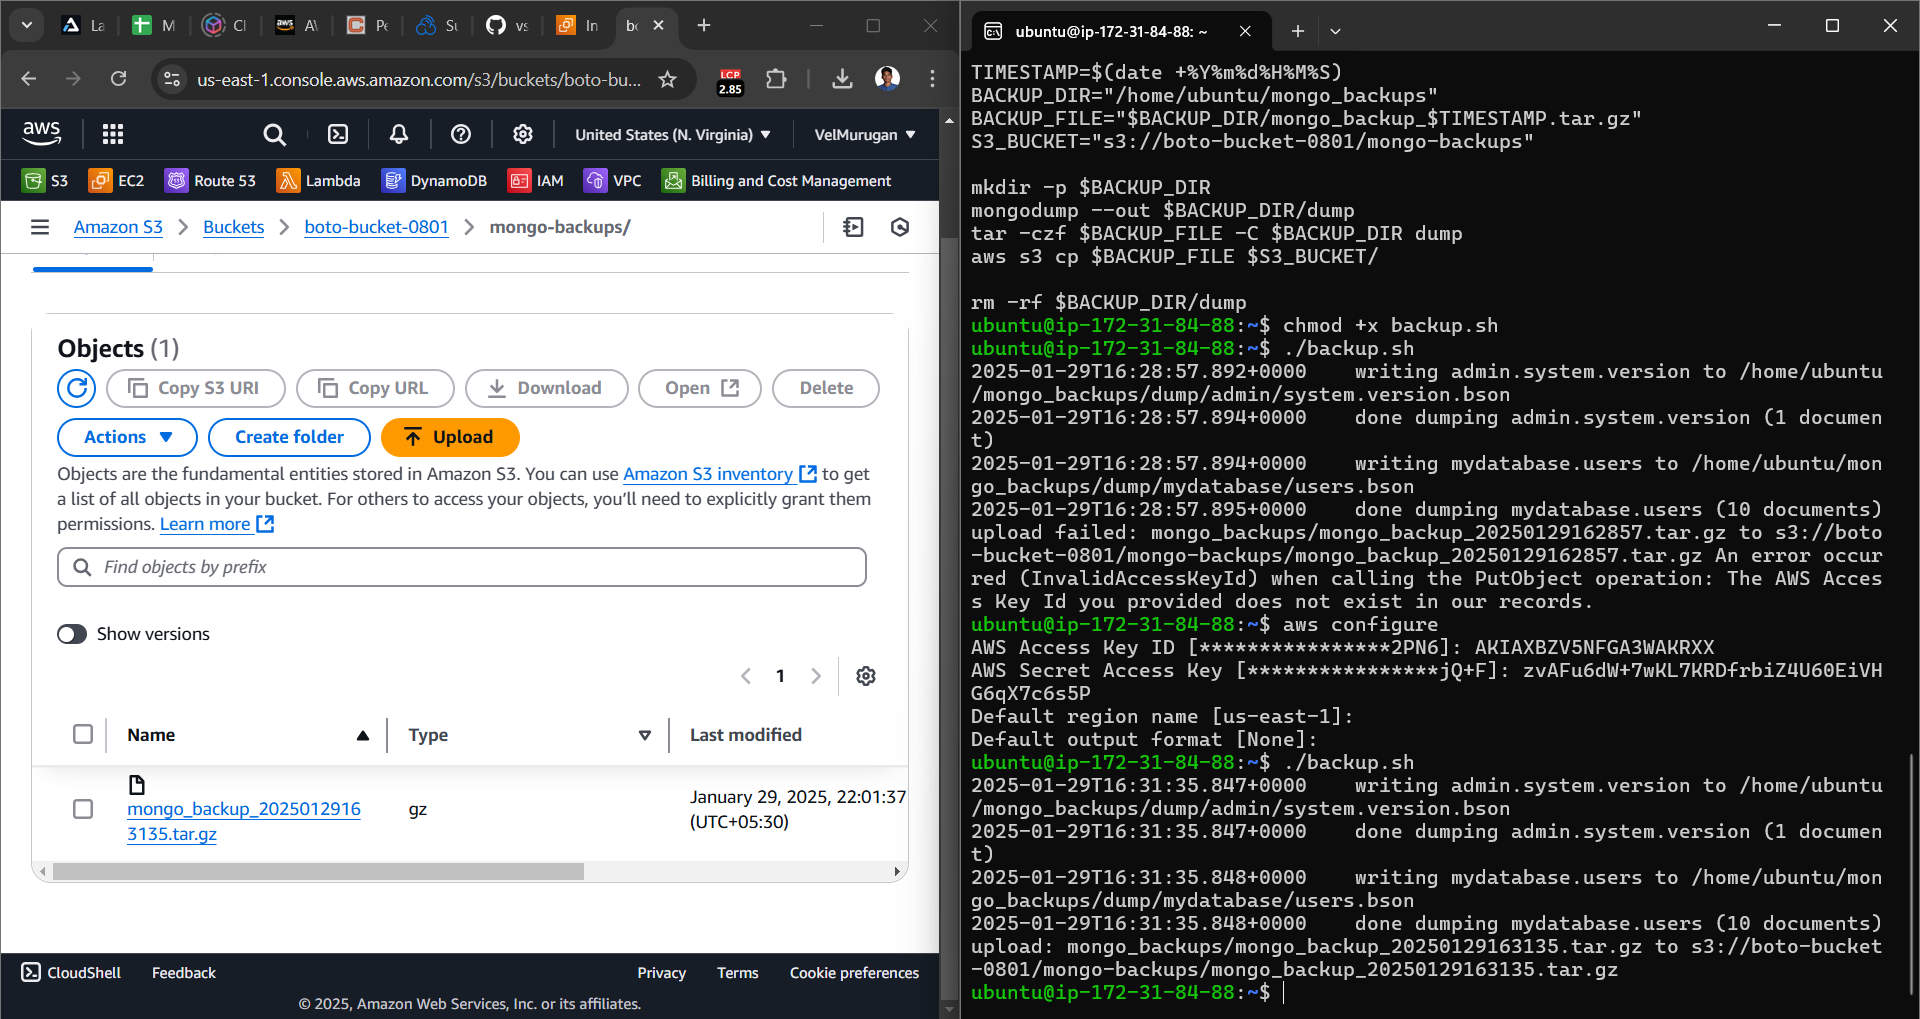 La
M
Cl
A\
Pe
Su
vs
In
bo
us-east-1.console.aws.amazon.com/s3/buckets/boto-bu...
LCP
2.85
aws
United States (N. Virginia)
VelMurugan
S3
EC2
Route 53
Lambda
DynamoDB
IAM
VPC
Billing and Cost Management
Amazon S3 > Buckets > boto-bucket-0801 > mongo-backups/
Objects (1)
Copy S3 URI
Copy URL
Download
Open
Delete
Actions
Create folder
Upload
Objects are the fundamental entities stored in Amazon S3. You can use Amazon S3 inventory to get
a list of all objects in your bucket. For others to access your objects, you’ll need to explicitly grant them
permissions. Learn more
Find objects by prefix
Show versions
1
Name
Type
Last modified
mongo_backup_2025012916
3135.tar.gz
gz
January 29, 2025, 22:01:37
(UTC+05:30)
CloudShell
Feedback
Privacy
Terms
Cookie preferences
© 2025, Amazon Web Services, Inc. or its affiliates.
ubuntu@ip-172-31-84-88: ~
TIMESTAMP=$(date +%Y%m%d%H%M%S)
BACKUP_DIR="/home/ubuntu/mongo_backups"
BACKUP_FILE="$BACKUP_DIR/mongo_backup_$TIMESTAMP.tar.gz"
S3_BUCKET="s3://boto-bucket-0801/mongo-backups"
mkdir -p $BACKUP_DIR
mongodump --out $BACKUP_DIR/dump
tar -czf $BACKUP_FILE -C $BACKUP_DIR dump
aws s3 cp $BACKUP_FILE $S3_BUCKET/
rm -rf $BACKUP_DIR/dump
ubuntu@ip-172-31-84-88:~$ chmod +x backup.sh
ubuntu@ip-172-31-84-88:~$ ./backup.sh
2025-01-29T16:28:57.892+0000    writing admin.system.version to /home/ubuntu
/mongo_backups/dump/admin/system.version.bson
2025-01-29T16:28:57.894+0000    done dumping admin.system.version (1 documen
t)
2025-01-29T16:28:57.894+0000    writing mydatabase.users to /home/ubuntu/mon
go_backups/dump/mydatabase/users.bson
2025-01-29T16:28:57.895+0000    done dumping mydatabase.users (10 documents)
upload failed: mongo_backups/mongo_backup_20250129162857.tar.gz to s3://boto
-bucket-0801/mongo-backups/mongo_backup_20250129162857.tar.gz An error occur
red (InvalidAccessKeyId) when calling the PutObject operation: The AWS Acces
s Key Id you provided does not exist in our records.
ubuntu@ip-172-31-84-88:~$ aws configure
AWS Access Key ID [****************2PN6]: [credential redacted]
AWS Secret Access Key [****************jQ+F]: [credential redacted]
Default region name [us-east-1]:
Default output format [None]:
ubuntu@ip-172-31-84-88:~$ ./backup.sh
2025-01-29T16:31:35.847+0000    writing admin.system.version to /home/ubuntu
/mongo_backups/dump/admin/system.version.bson
2025-01-29T16:31:35.847+0000    done dumping admin.system.version (1 documen
t)
2025-01-29T16:31:35.848+0000    writing mydatabase.users to /home/ubuntu/mon
go_backups/dump/mydatabase/users.bson
2025-01-29T16:31:35.848+0000    done dumping mydatabase.users (10 documents)
upload: mongo_backups/mongo_backup_20250129163135.tar.gz to s3://boto-bucket
-0801/mongo-backups/mongo_backup_20250129163135.tar.gz
ubuntu@ip-172-31-84-88:~$